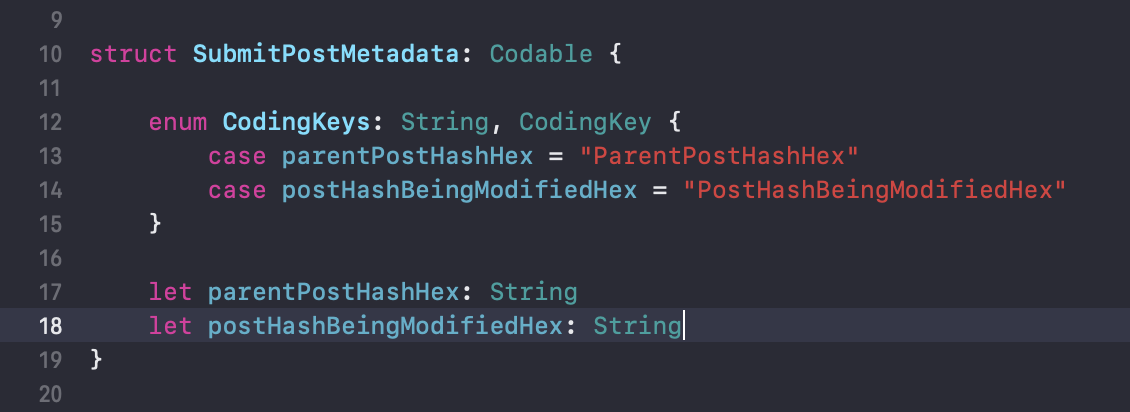 9
10 struct SubmitPostMetadata: Codable {
11
12     enum CodingKeys: String, CodingKey {
13         case parentPostHashHex = "ParentPostHashHex"
14         case postHashBeingModifiedHex = "PostHashBeingModifiedHex"
15     }
16
17     let parentPostHashHex: String
18     let postHashBeingModifiedHex: String
19 }
20